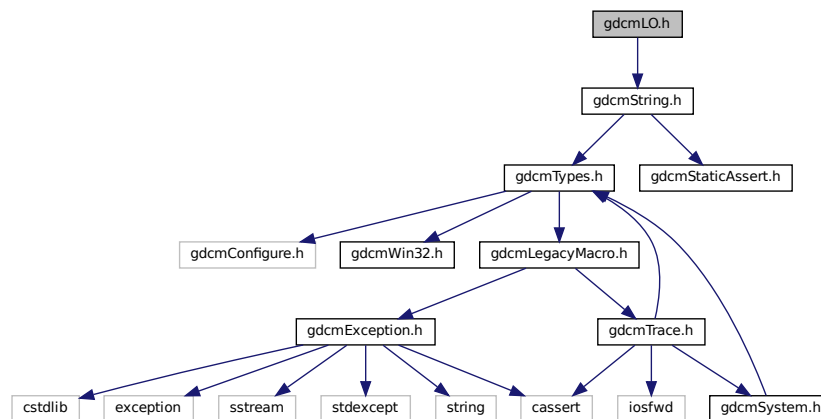 gdcmLO.h
gdcmString.h
gdcmTypes.h
gdcmStaticAssert.h
gdcmConfigure.h
gdcmWin32.h
gdcmLegacyMacro.h
gdcmException.h
gdcmTrace.h
cstdlib
exception
sstream
stdexcept
string
cassert
iosfwd
gdcmSystem.h